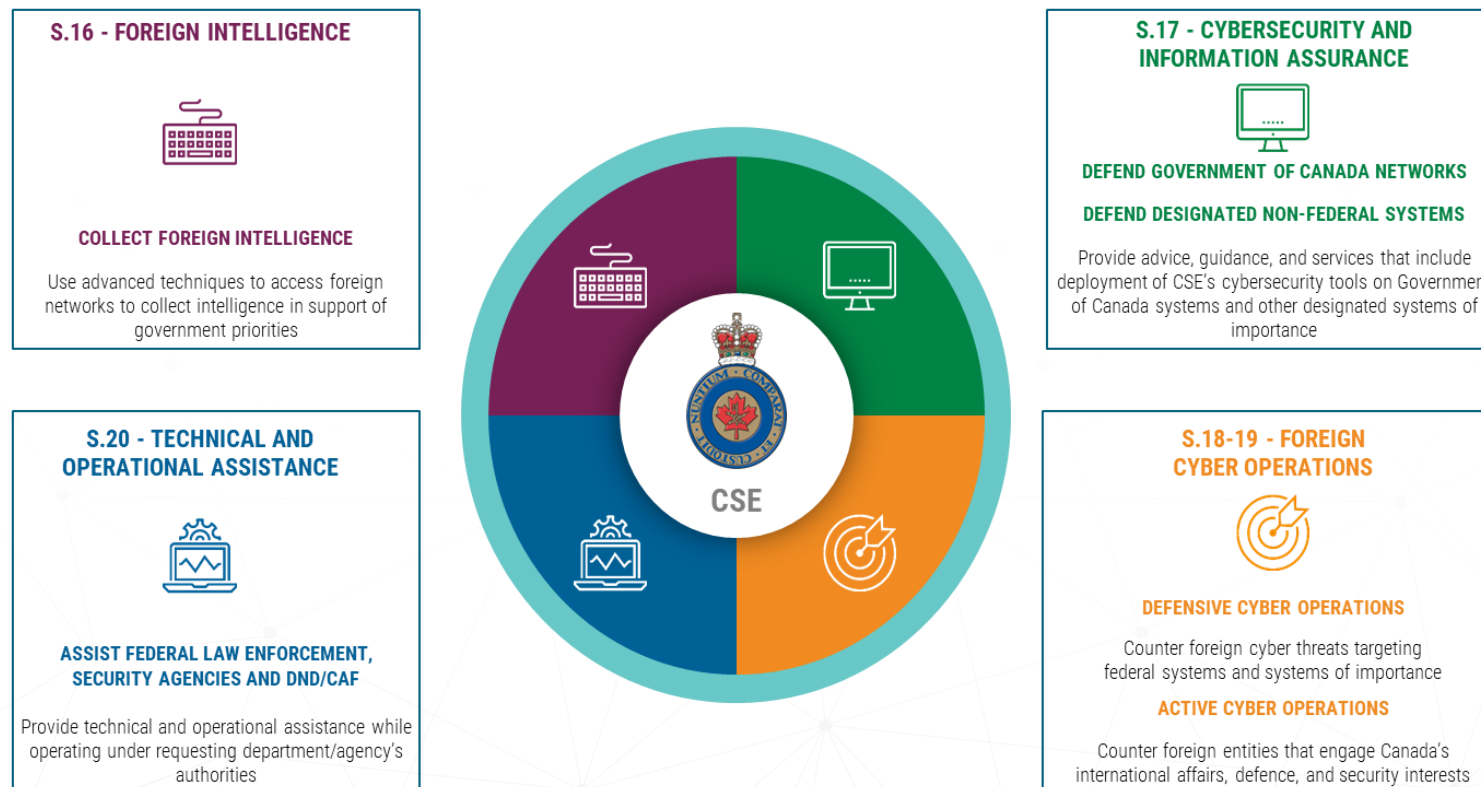 S.16 - FOREIGN INTELLIGENCE
COLLECT FOREIGN INTELLIGENCE
Use advanced techniques to access foreign
networks to collect intelligence in support of
government priorities
S.17 - CYBERSECURITY AND
INFORMATION ASSURANCE
DEFEND GOVERNMENT OF CANADA NETWORKS
DEFEND DESIGNATED NON-FEDERAL SYSTEMS
Provide advice, guidance, and services that include
deployment of CSE's cybersecurity tools on Governmen
of Canada systems and other designated systems of
importance
NUNTIUM · COMPARAT · ET · CUSTODIT
CSE
S.20 - TECHNICAL AND
OPERATIONAL ASSISTANCE
ASSIST FEDERAL LAW ENFORCEMENT,
SECURITY AGENCIES AND DND/CAF
Provide technical and operational assistance while
operating under requesting department/agency's
authorities
S.18-19 - FOREIGN
CYBER OPERATIONS
DEFENSIVE CYBER OPERATIONS
Counter foreign cyber threats targeting
federal systems and systems of importance
ACTIVE CYBER OPERATIONS
Counter foreign entities that engage Canada's
international affairs, defence, and security interests